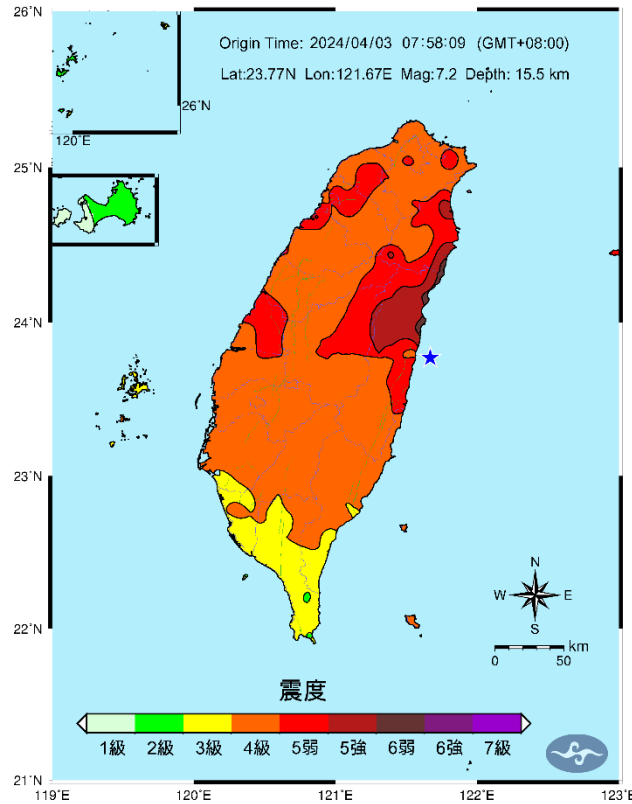 26°N
Origin Time: 2024/04/03 07:58:09 (GMT+08:00)
Lat:23.77N Lon:121.67E Mag:7.2 Depth: 15.5 km
26°N
120°E
25°N
24°N
23°N
22°N
21°N
N
W E
S
km
0 50
震度
1級 2級 3級 4級 5弱 5強 6弱 6強 7級
119°E 120°E 121°E 122°E 123°E